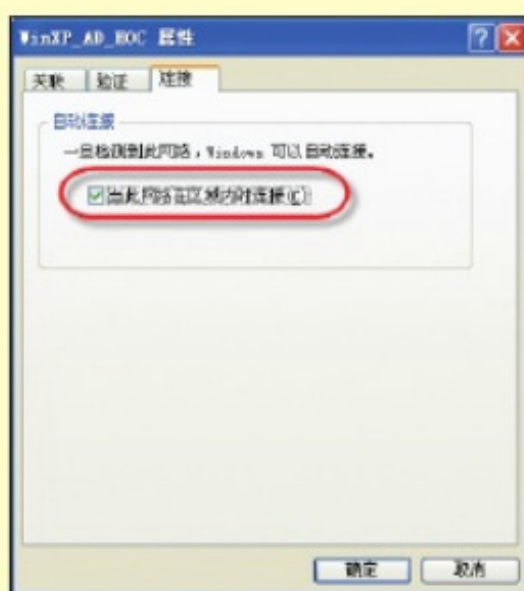 WinXP_AD_HOC 属性
关联 验证 连接
自动连接
一旦检测到此网络，Windows 可以自动连接。
当此网络在区域内时连接(C)
确定 取消